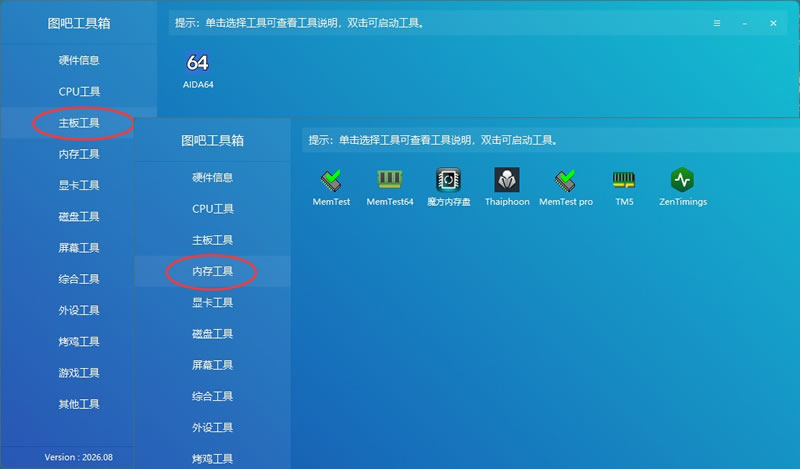 图吧工具箱
提示：单击选择工具可查看工具说明，双击可启动工具。
硬件信息
CPU工具
主板工具
内存工具
显卡工具
磁盘工具
屏幕工具
综合工具
外设工具
烤鸡工具
游戏工具
其他工具
Version : 2026.08
64
AIDA64
图吧工具箱
提示：单击选择工具可查看工具说明，双击可启动工具。
硬件信息
CPU工具
主板工具
内存工具
显卡工具
磁盘工具
屏幕工具
综合工具
外设工具
烤鸡工具
MemTest
MemTest64
魔方内存盘
Thaiphoon
MemTest pro
TM5
ZenTimings